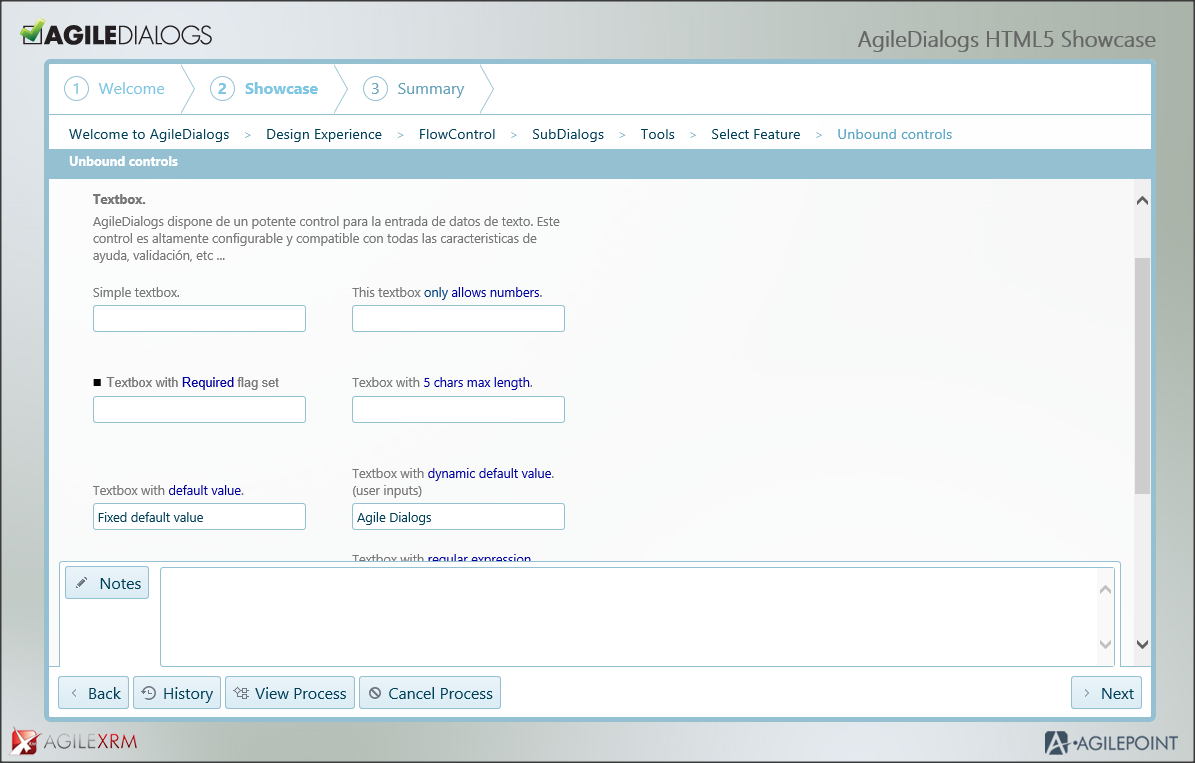 AGILEDIALOGS
AgileDialogs HTML5 Showcase
1 Welcome 2 Showcase 3 Summary
Welcome to AgileDialogs > Design Experience > FlowControl > SubDialogs > Tools > Select Feature > Unbound controls
Unbound controls
Textbox.
AgileDialogs dispone de un potente control para la entrada de datos de texto. Este
control es altamente configurable y compatible con todas las caracteristicas de
ayuda, validación, etc ...
Simple textbox.
This textbox only allows numbers.
Textbox with Required flag set
Texbox with 5 chars max length.
Textbox with dynamic default value.
Textbox with default value.
(user inputs)
Fixed default value
Agile Dialogs
Textbox with regular expression
Notes
Back History View Process Cancel Process Next
AGILEXRM
AGILEPOINT